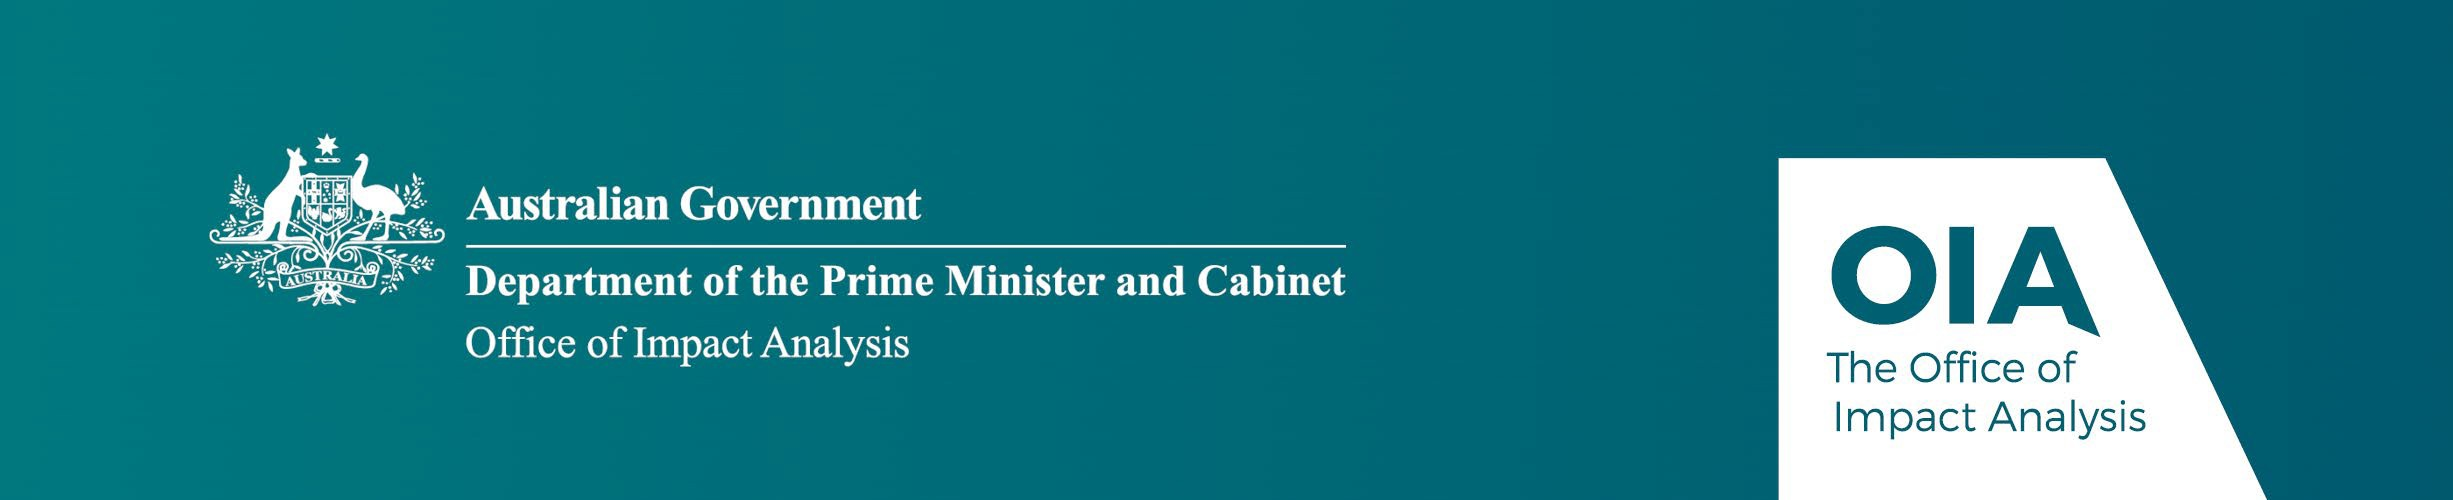 AUSTRALIA
Australian Government
Department of the Prime Minister and Cabinet
Office of Impact Analysis
OIA
The Office of
Impact Analysis